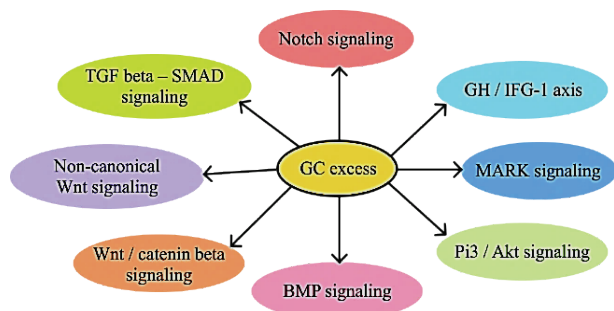 Notch signaling
TGF beta – SMAD
signaling
GH / IFG-1 axis
Non-canonical
Wnt signaling
GC excess
MARK signaling
Wnt / catenin beta
signaling
Pi3 / Akt signaling
BMP signaling